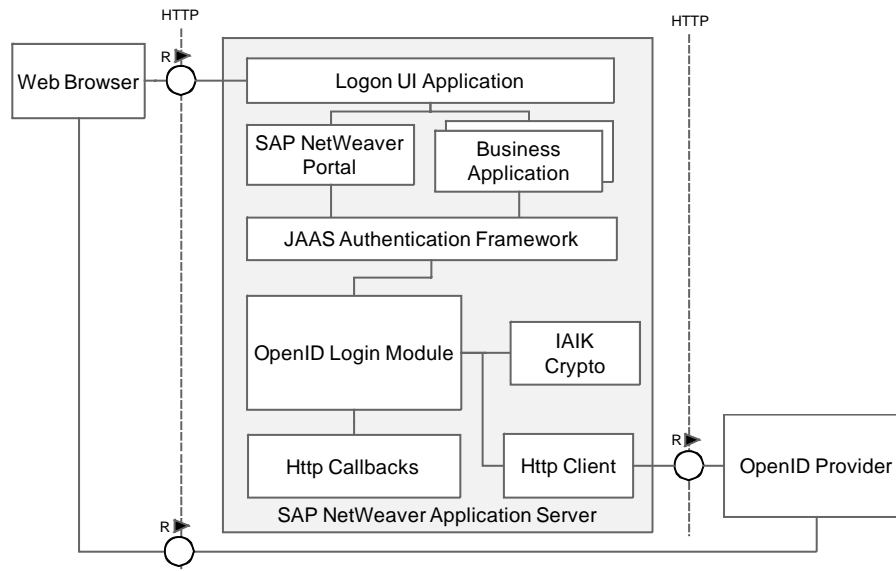 HTTP
HTTP
R
Web Browser
Logon UI Application
SAP NetWeaver
Portal
Business
Application
JAAS Authentication Framework
OpenID Login Module
IAIK
Crypto
R
Http Callbacks
Http Client
OpenID Provider
SAP NetWeaver Application Server
R